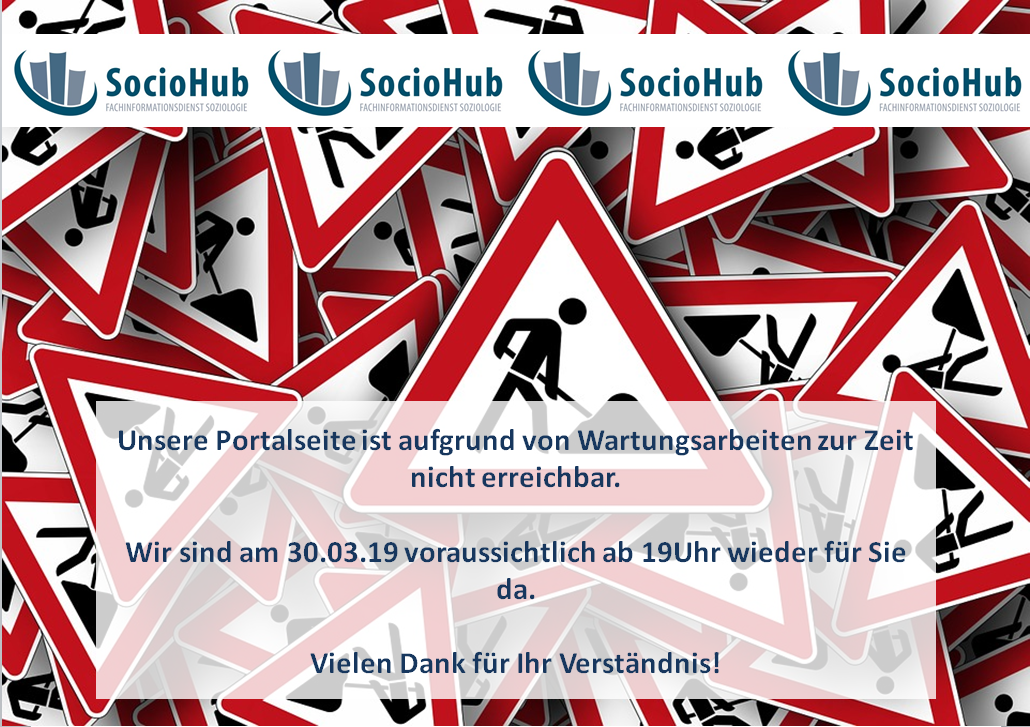 SocioHub SocioHub SocioHub SocioHub
FACHINFORMATIONSDIENST SOZIOLOGIE FACHINFORMATIONSDIENST SOZIOLOGIE FACHINFORMATIONSDIENST SOZIOLOGIE FACHINFORMATIONSDIENST SOZIOLOGIE
Unsere Portalseite ist aufgrund von Wartungsarbeiten zur Zeit
nicht erreichbar.
Wir sind am 30.03.19 voraussichtlich ab 19Uhr wieder für Sie
da.
Vielen Dank für Ihr Verständnis!